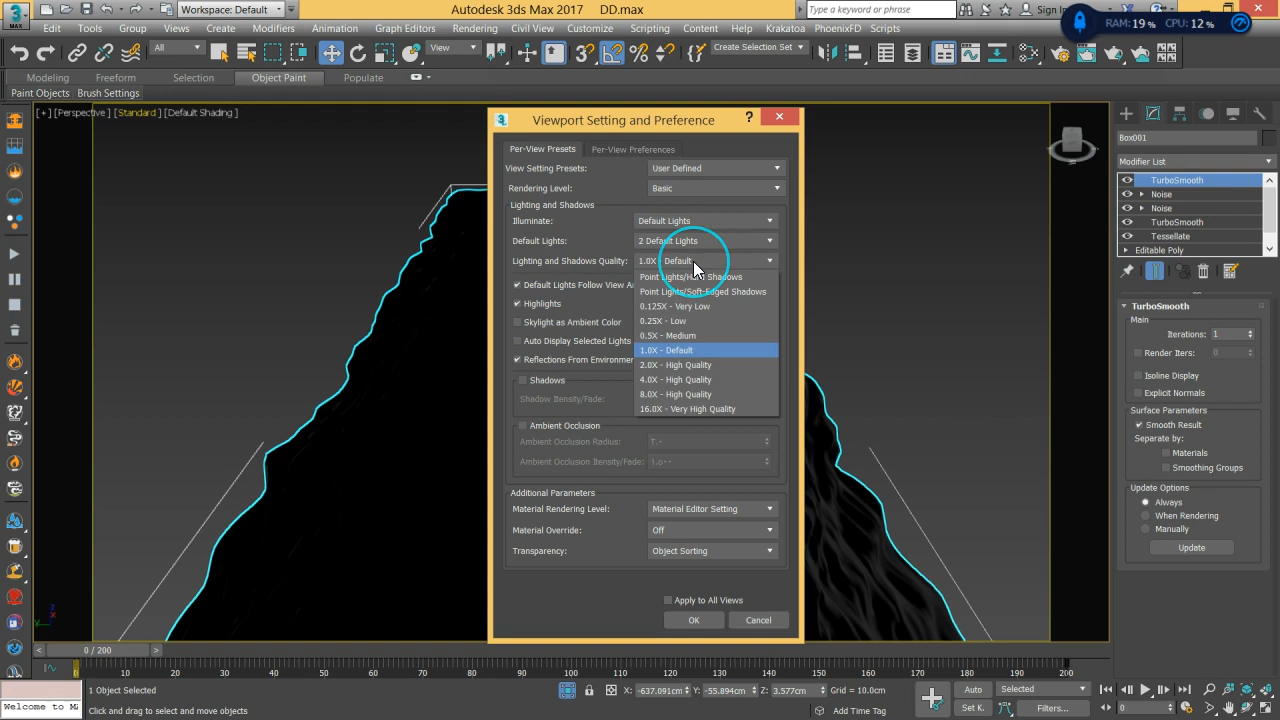 Workspace: Default
Autodesk 3ds Max 2017 DD.max
Type a keyword or phrase
Sign In
RAM: 19 % CPU: 12 %
3
MAX
Edit Tools Group Views Create Modifiers Animation Graph Editors Rendering Civil View Customize Scripting Content Help Krakatoa PhoenixFD Scripts
All
View
Create Selection Set
Modeling Freeform Selection Object Paint Populate
Paint Objects Brush Settings
[ + ] [Perspective ] [Standard ] [Default Shading ]
Viewport Setting and Preference
Per-View Presets Per-View Preferences
View Setting Presets: User Defined
Rendering Level: Basic
Lighting and Shadows
Illuminate: Default Lights
Default Lights: 2 Default Lights
Lighting and Shadows Quality: 1.0X - Default
Point Lights/Hard Shadows
Point Lights/Soft-Edged Shadows
0.125X - Very Low
0.25X - Low
0.5X - Medium
1.0X - Default
2.0X - High Quality
4.0X - High Quality
8.0X - High Quality
16.0X - Very High Quality
Default Lights Follow View
Highlights
Skylight as Ambient Color
Auto Display Selected Lights
Reflections From Environme
Shadows
Shadow Itensity/Fade:
Ambient Occlusion
Ambient Occlusion Radius:
Ambient Occlusion Itensity/Fade:
Additional Parameters
Material Rendering Level: Material Editor Setting
Material Override: Off
Transparency: Object Sorting
Apply to All Views
OK Cancel
Box001
Modifier List
TurboSmooth
Noise
Noise
TurboSmooth
Tessellate
Editable Poly
TurboSmooth
Main
Iterations: 1
Render Iters: 0
Isoline Display
Explicit Normals
Surface Parameters
Smooth Result
Separate by:
Materials
Smoothing Groups
Update Options
Always
When Rendering
Manually
Update
0 / 200
10 20 30 40 50 60 70 80 90 100 110 120 130 140 150 160 170 180 190 200
1 Object Selected
X: -637.091cm Y: -55.894cm Z: 3.577cm Grid = 10.0cm
Auto Selected
Welcome to M
Click and drag to select and move objects
Add Time Tag
Set K. Filters...
0